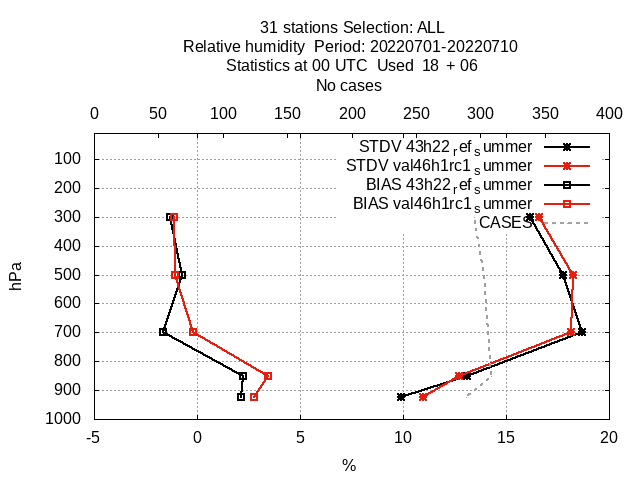 31 stations Selection: ALL
Relative humidity  Period: 20220701-20220710
Statistics at 00 UTC  Used  18  + 06
No cases
0 50 100 150 200 250 300 350 400
STDV 43h22_ref_summer
STDV val46h1rc1_summer
BIAS 43h22_ref_summer
BIAS val46h1rc1_summer
CASES
100
200
300
400
500
600
700
800
900
1000
hPa
-5 0 5 10 15 20
%